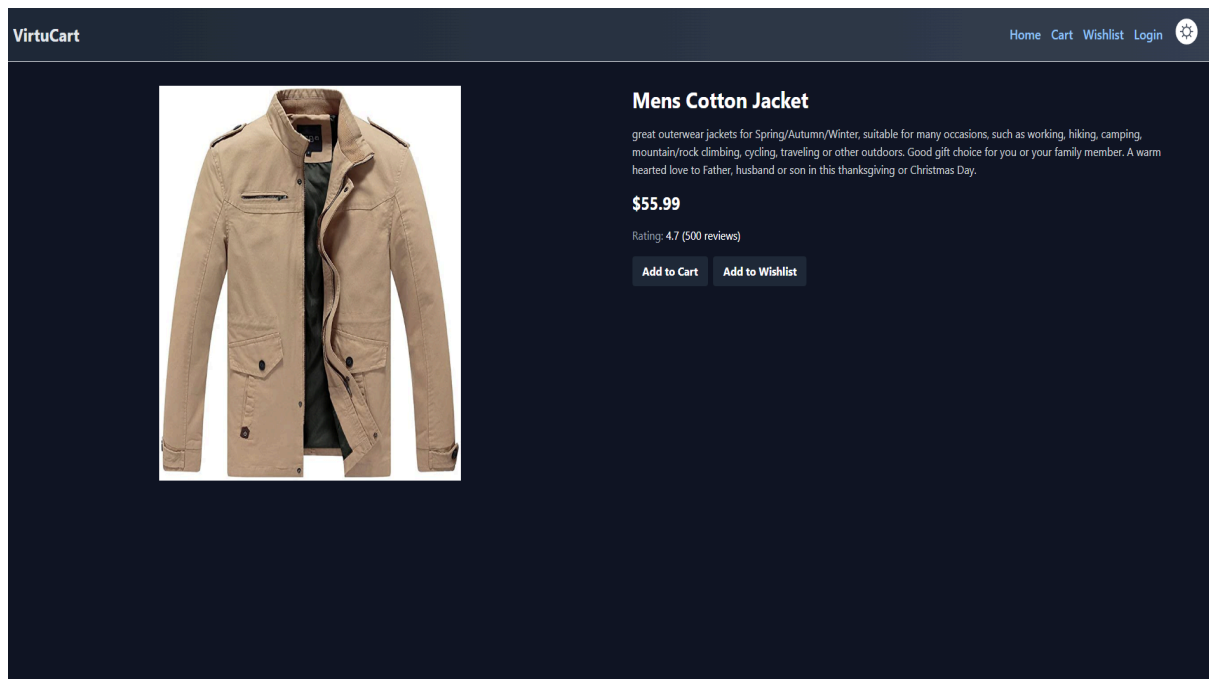 VirtuCart
Home Cart Wishlist Login
Mens Cotton Jacket
great outerwear jackets for Spring/Autumn/Winter, suitable for many occasions, such as working, hiking, camping,
mountain/rock climbing, cycling, traveling or other outdoors. Good gift choice for you or your family member. A warm
hearted love to Father, husband or son in this thanksgiving or Christmas Day.
$55.99
Rating: 4.7 (500 reviews)
Add to Cart Add to Wishlist